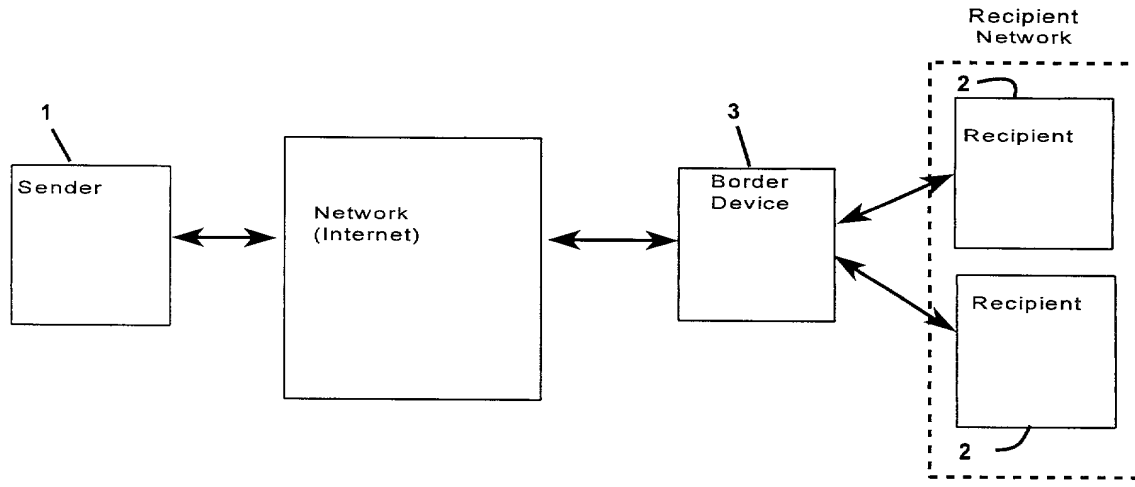 Recipient
Network
1
Sender
Network
(Internet)
3
Border
Device
2
Recipient
Recipient
2